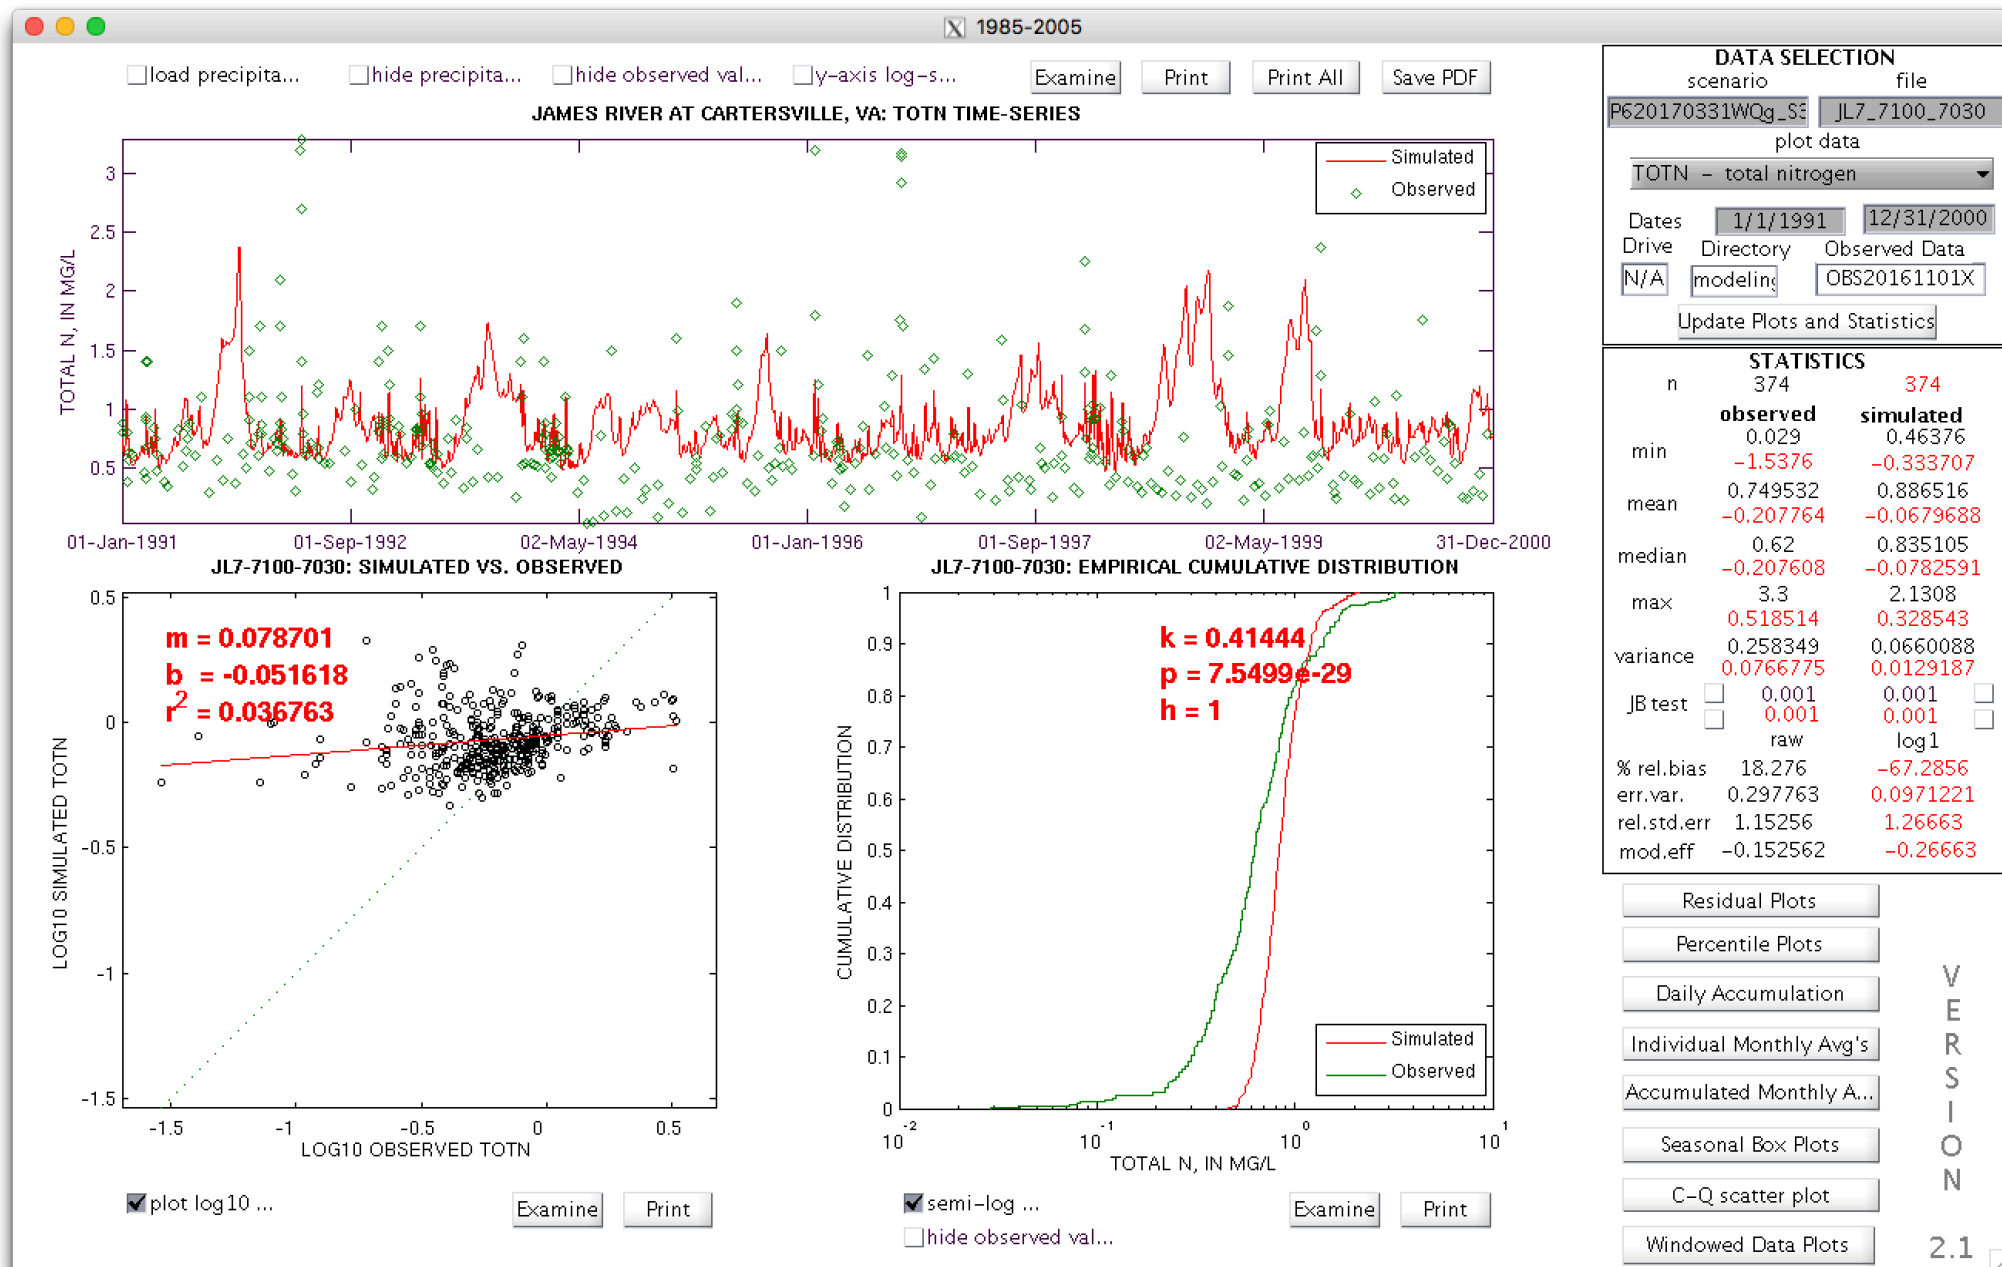 1985-2005
load precipita...
hide precipita...
hide observed val...
y-axis log-s...
Examine
Print
Print All
Save PDF
JAMES RIVER AT CARTERSVILLE, VA: TOTN TIME-SERIES
TOTAL N, IN MG/L
3
2.5
2
1.5
1
0.5
Simulated
Observed
01-Jan-1991
01-Sep-1992
02-May-1994
01-Jan-1996
01-Sep-1997
02-May-1999
31-Dec-2000
JL7-7100-7030: SIMULATED VS. OBSERVED
m = 0.078701
b = -0.051618
r2 = 0.036763
LOG10 SIMULATED TOTN
0.5
0
-0.5
-1
-1.5
-1.5
-1
-0.5
0
0.5
LOG10 OBSERVED TOTN
plot log10 ...
Examine
Print
JL7-7100-7030: EMPIRICAL CUMULATIVE DISTRIBUTION
k = 0.41444
p = 7.5499e-29
h = 1
CUMULATIVE DISTRIBUTION
1
0.9
0.8
0.7
0.6
0.5
0.4
0.3
0.2
0.1
0
Simulated
Observed
10-2
10-1
100
101
TOTAL N, IN MG/L
semi-log ...
hide observed val...
Examine
Print
DATA SELECTION
scenario file
P620170331WQg_S JL7_7100_7030
plot data
TOTN - total nitrogen
Dates 1/1/1991 12/31/2000
Drive Directory Observed Data
N/A modeling OBS20161101X
Update Plots and Statistics
STATISTICS
n 374 374
observed simulated
min 0.029 0.46376
-1.5376 -0.333707
mean 0.749532 0.886516
-0.207764 -0.0679688
median 0.62 0.835105
-0.207608 -0.0782591
max 3.3 2.1308
0.518514 0.328543
variance 0.258349 0.0660088
0.0766775 0.0129187
JB test 0.001 0.001
0.001 0.001
raw log1
% rel.bias 18.276 -67.2856
err.var. 0.297763 0.0971221
rel.std.err 1.15256 1.26663
mod.eff -0.152562 -0.26663
Residual Plots
Percentile Plots
Daily Accumulation
Individual Monthly Avg's
Accumulated Monthly A...
Seasonal Box Plots
C-Q scatter plot
Windowed Data Plots
VERSION
2.1